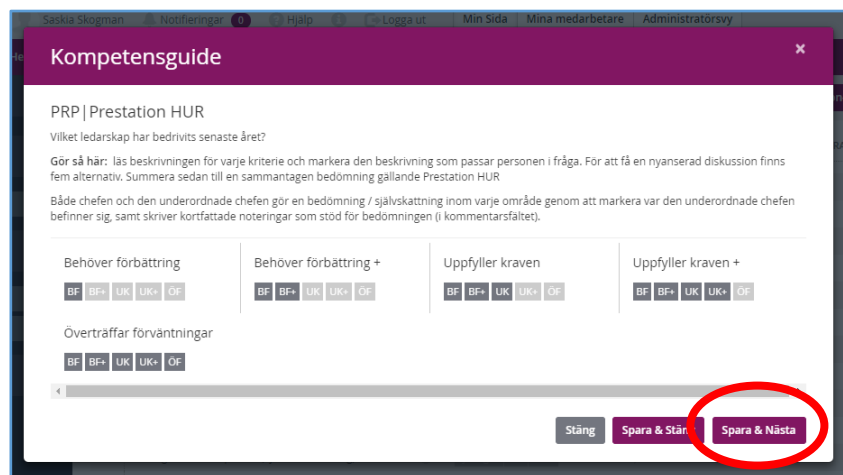 Saskia Skogman Notifieringar 0 Hjälp Logga ut Min Sida Mina medarbetare Administratörsvy
He
Kompetensguide ×
PRP|Prestation HUR
Vilket ledarskap har bedrivits senaste året?
Gör så här: läs beskrivningen för varje kriterie och markera den beskrivning som passar personen i fråga. För att få en nyanserad diskussion finns
fem alternativ. Summera sedan till en sammantagen bedömning gällande Prestation HUR
Både chefen och den underordnade chefen gör en bedömning / självskattning inom varje område genom att markera var den underordnade chefen
befinner sig, samt skriver kortfattade noteringar som stöd för bedömningen (i kommentarsfältet).
Behöver förbättring Behöver förbättring + Uppfyller kraven Uppfyller kraven +
BF BF+ UK UK+ ÖF BF BF+ UK UK+ ÖF BF BF+ UK UK+ ÖF BF BF+ UK UK+ ÖF
Överträffar förväntningar
BF BF+ UK UK+ ÖF
Stäng Spara & Stäng Spara & Nästa